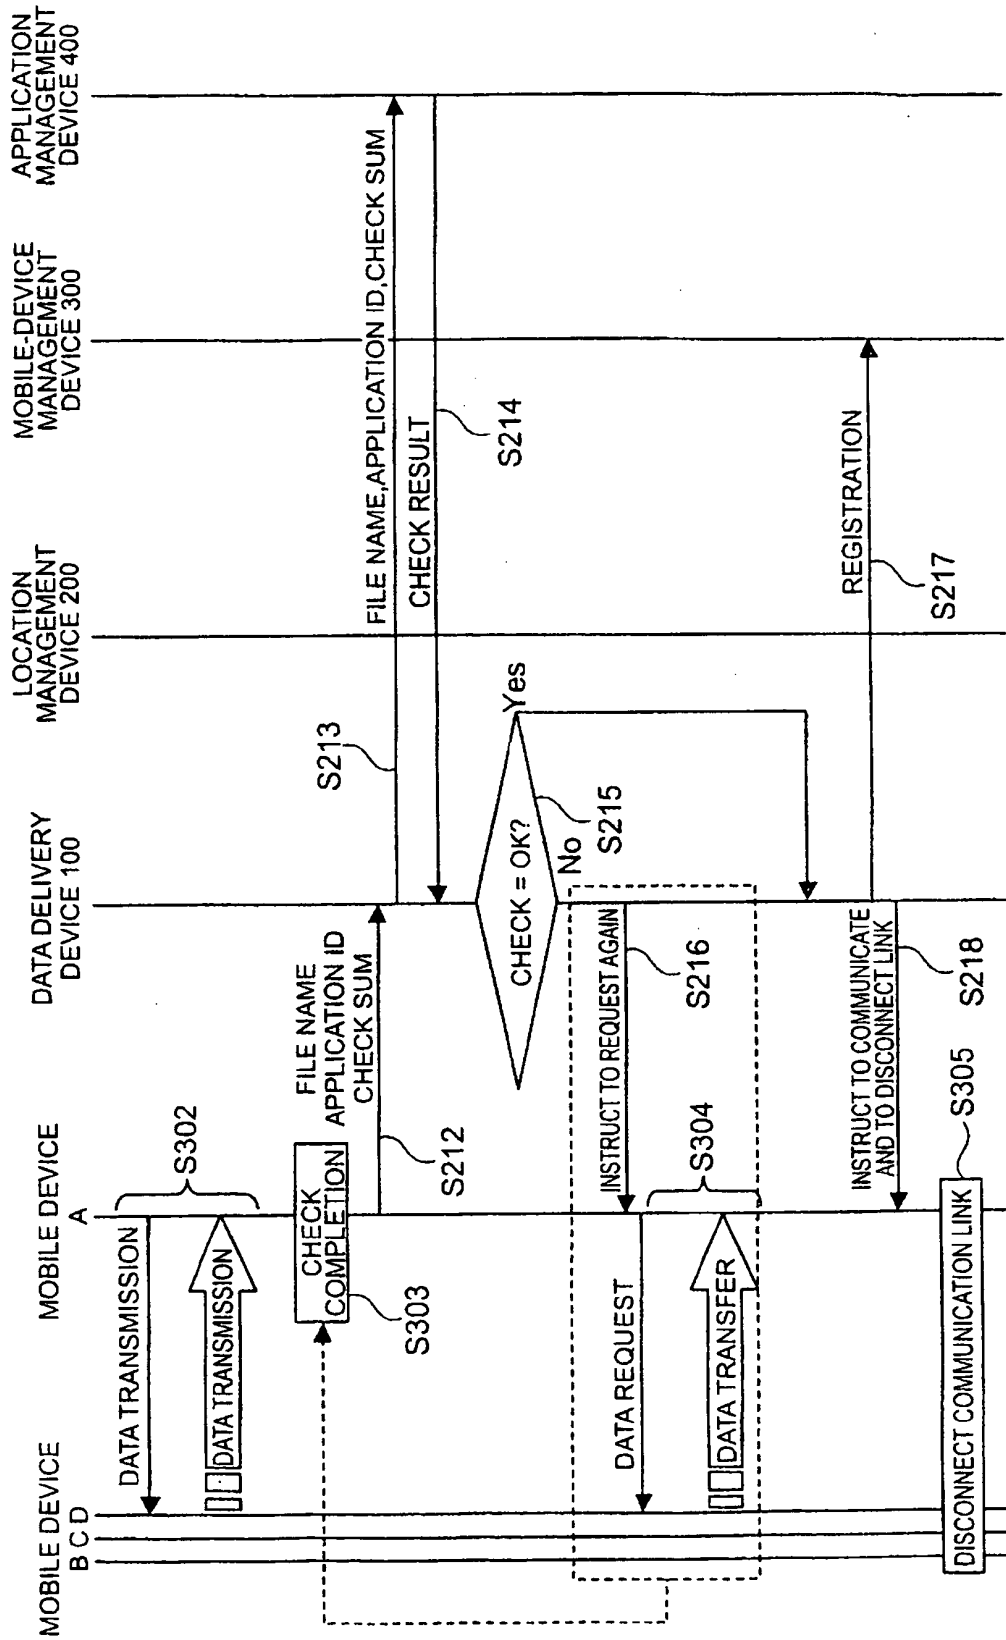 MOBILE DEVICE
B C D
MOBILE DEVICE
A
DATA DELIVERY
DEVICE 100
LOCATION
MANAGEMENT
DEVICE 200
MOBILE-DEVICE
MANAGEMENT
DEVICE 300
APPLICATION
MANAGEMENT
DEVICE 400
DATA TRANSMISSION
S302
DATA TRANSMISSION
CHECK
COMPLETION
S303
FILE NAME
APPLICATION ID
CHECK SUM
S212
S213
FILE NAME,APPLICATION ID,CHECK SUM
CHECK RESULT
S214
CHECK = OK?
Yes
S215
No
INSTRUCT TO REQUEST AGAIN
S216
DATA REQUEST
S304
DATA TRANSFER
REGISTRATION
S217
INSTRUCT TO COMMUNICATE
AND TO DISCONNECT LINK
S218
DISCONNECT COMMUNICATION LINK
S305